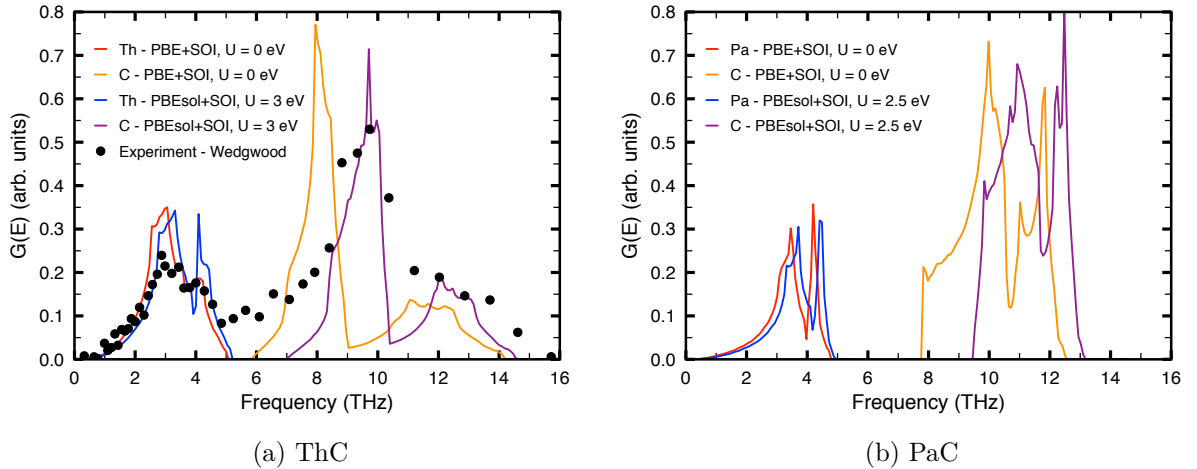 0.8
0.7
0.6
0.5
0.4
0.3
0.2
0.1
0.0
G(E) (arb. units)
Th - PBE+SOI, U = 0 eV
C - PBE+SOI, U = 0 eV
Th - PBEsol+SOI, U = 3 eV
C - PBEsol+SOI, U = 3 eV
Experiment - Wedgwood
0 2 4 6 8 10 12 14 16
Frequency (THz)
(a) ThC
0.8
0.7
0.6
0.5
0.4
0.3
0.2
0.1
0.0
G(E) (arb. units)
Pa - PBE+SOI, U = 0 eV
C - PBE+SOI, U = 0 eV
Pa - PBEsol+SOI, U = 2.5 eV
C - PBEsol+SOI, U = 2.5 eV
0 2 4 6 8 10 12 14 16
Frequency (THz)
(b) PaC